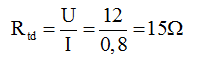 R_td = U/I = 12/0,8 = 15Ω